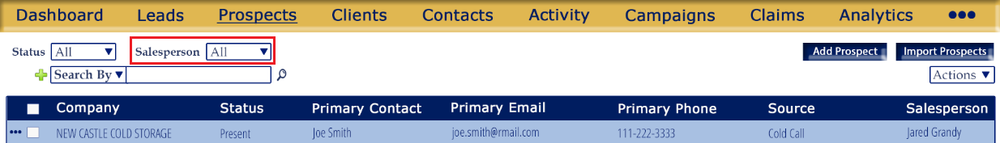 Dashboard Leads Prospects Clients Contacts Activity Campaigns Claims Analytics •••
Status All Salesperson All Add Prospect Import Prospects
Search By Actions
Company Status Primary Contact Primary Email Primary Phone Source Salesperson
••• NEW CASTLE COLD STORAGE Present Joe Smith joe.smith@rmail.com 111-222-3333 Cold Call Jared Grandy